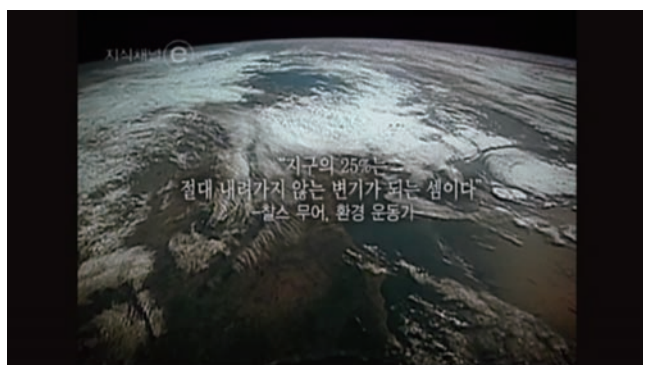 지식채널 e
"지구의 25%는
절대 내려가지 않는 변기가 되는 셈이다"
-찰스 무어, 환경 운동가